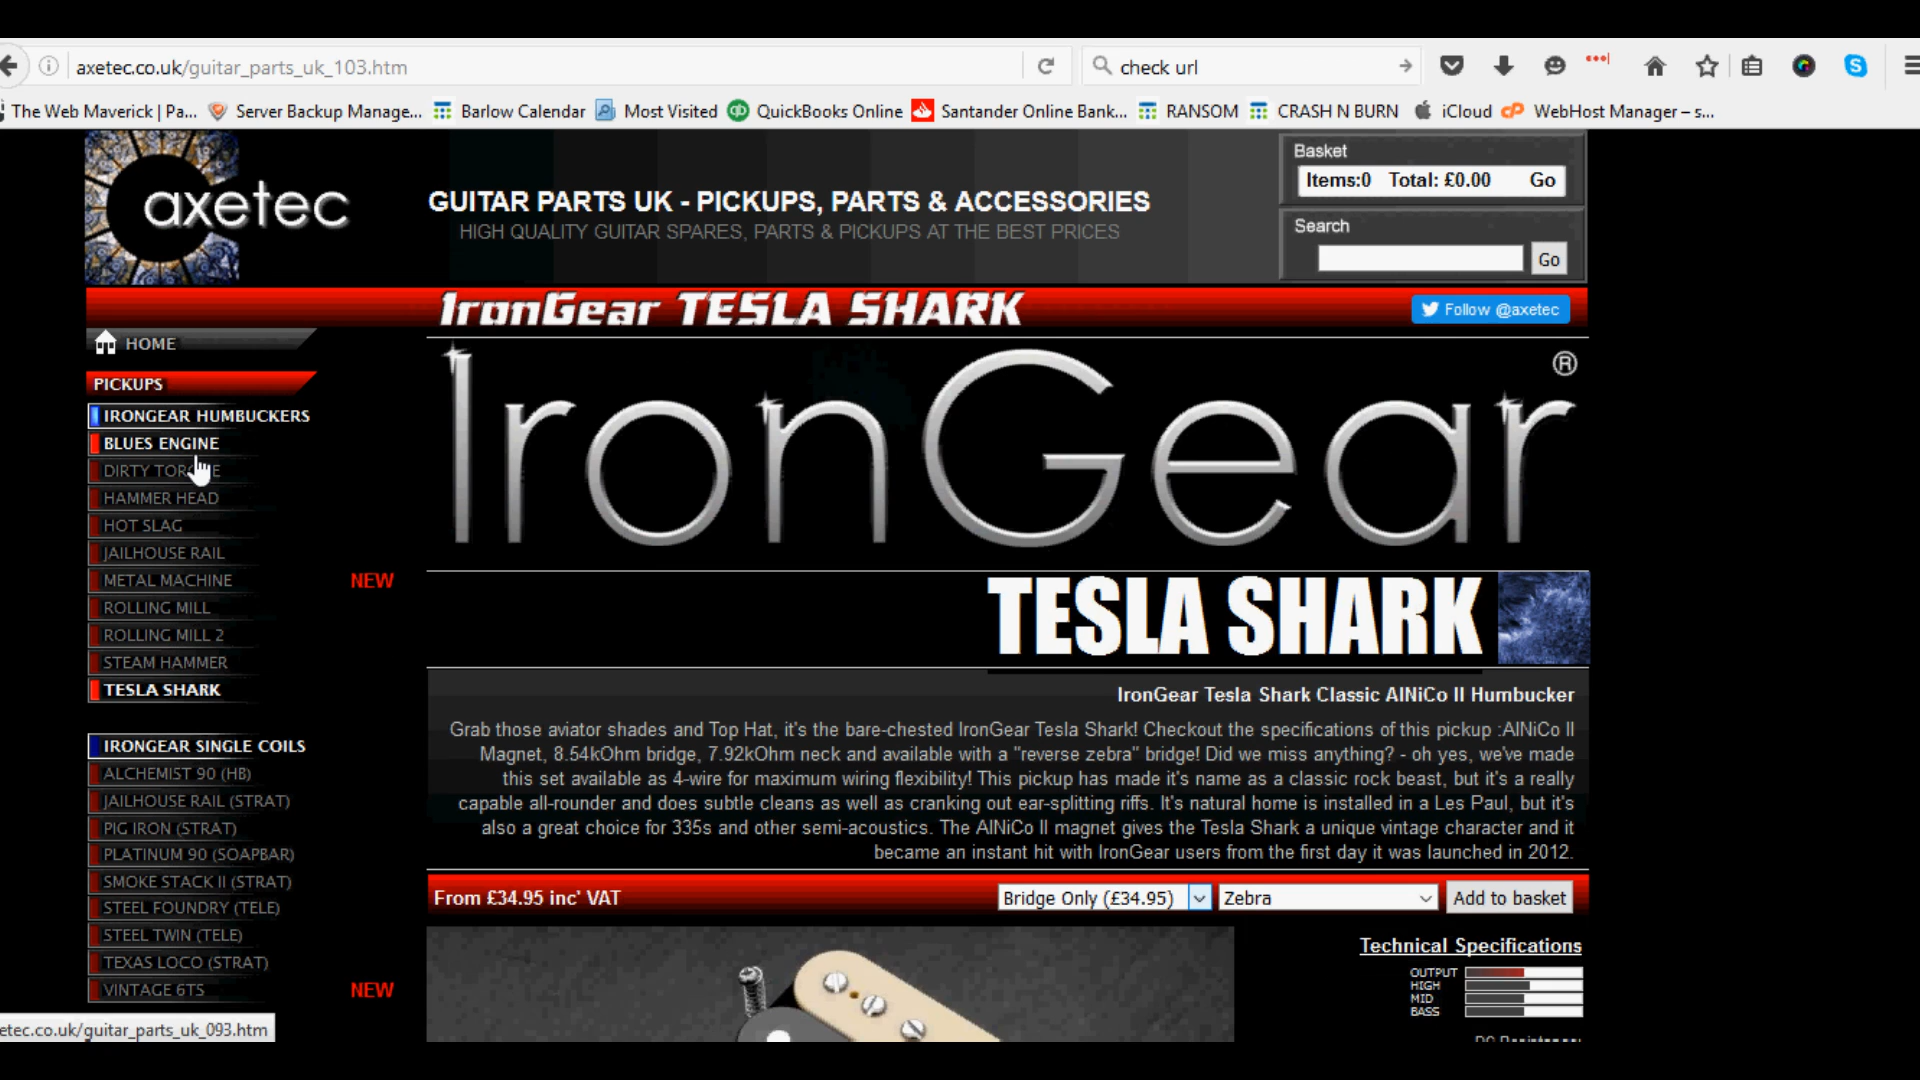 axetec.co.uk/guitar_parts_uk_103.htm
check url
The Web Maverick | Pa...
Server Backup Manage...
Barlow Calendar
Most Visited
QuickBooks Online
Santander Online Bank...
RANSOM
CRASH N BURN
iCloud
WebHost Manager – s...
axetec
GUITAR PARTS UK - PICKUPS, PARTS & ACCESSORIES
HIGH QUALITY GUITAR SPARES, PARTS & PICKUPS AT THE BEST PRICES
Basket
Items:0 Total: £0.00 Go
Search
Go
IronGear TESLA SHARK
Follow @axetec
HOME
PICKUPS
IRONGEAR HUMBUCKERS
BLUES ENGINE
DIRTY
HAMMER HEAD
HOT SLAG
JAILHOUSE RAIL
METAL MACHINE
NEW
ROLLING MILL
ROLLING MILL 2
STEAM HAMMER
TESLA SHARK
IRONGEAR SINGLE COILS
ALCHEMIST 90 (HB)
JAILHOUSE RAIL (STRAT)
PIG IRON (STRAT)
PLATINUM 90 (SOAPBAR)
SMOKE STACK II (STRAT)
STEEL FOUNDRY (TELE)
STEEL TWIN (TELE)
TEXAS LOCO (STRAT)
VINTAGE 6TS
NEW
etec.co.uk/guitar_parts_uk_093.htm
IronGear ®
TESLA SHARK
IronGear Tesla Shark Classic AlNiCo II Humbucker
Grab those aviator shades and Top Hat, it's the bare-chested IronGear Tesla Shark! Checkout the specifications of this pickup :AlNiCo II
Magnet, 8.54kOhm bridge, 7.92kOhm neck and available with a "reverse zebra" bridge! Did we miss anything? - oh yes, we've made
this set available as 4-wire for maximum wiring flexibility! This pickup has made it's name as a classic rock beast, but it's a really
capable all-rounder and does subtle cleans as well as cranking out ear-splitting riffs. It's natural home is installed in a Les Paul, but it's
also a great choice for 335s and other semi-acoustics. The AlNiCo II magnet gives the Tesla Shark a unique vintage character and it
became an instant hit with IronGear users from the first day it was launched in 2012.
From £34.95 inc' VAT
Bridge Only (£34.95)
Zebra
Add to basket
Technical Specifications
OUTPUT
HIGH
MID
BASS